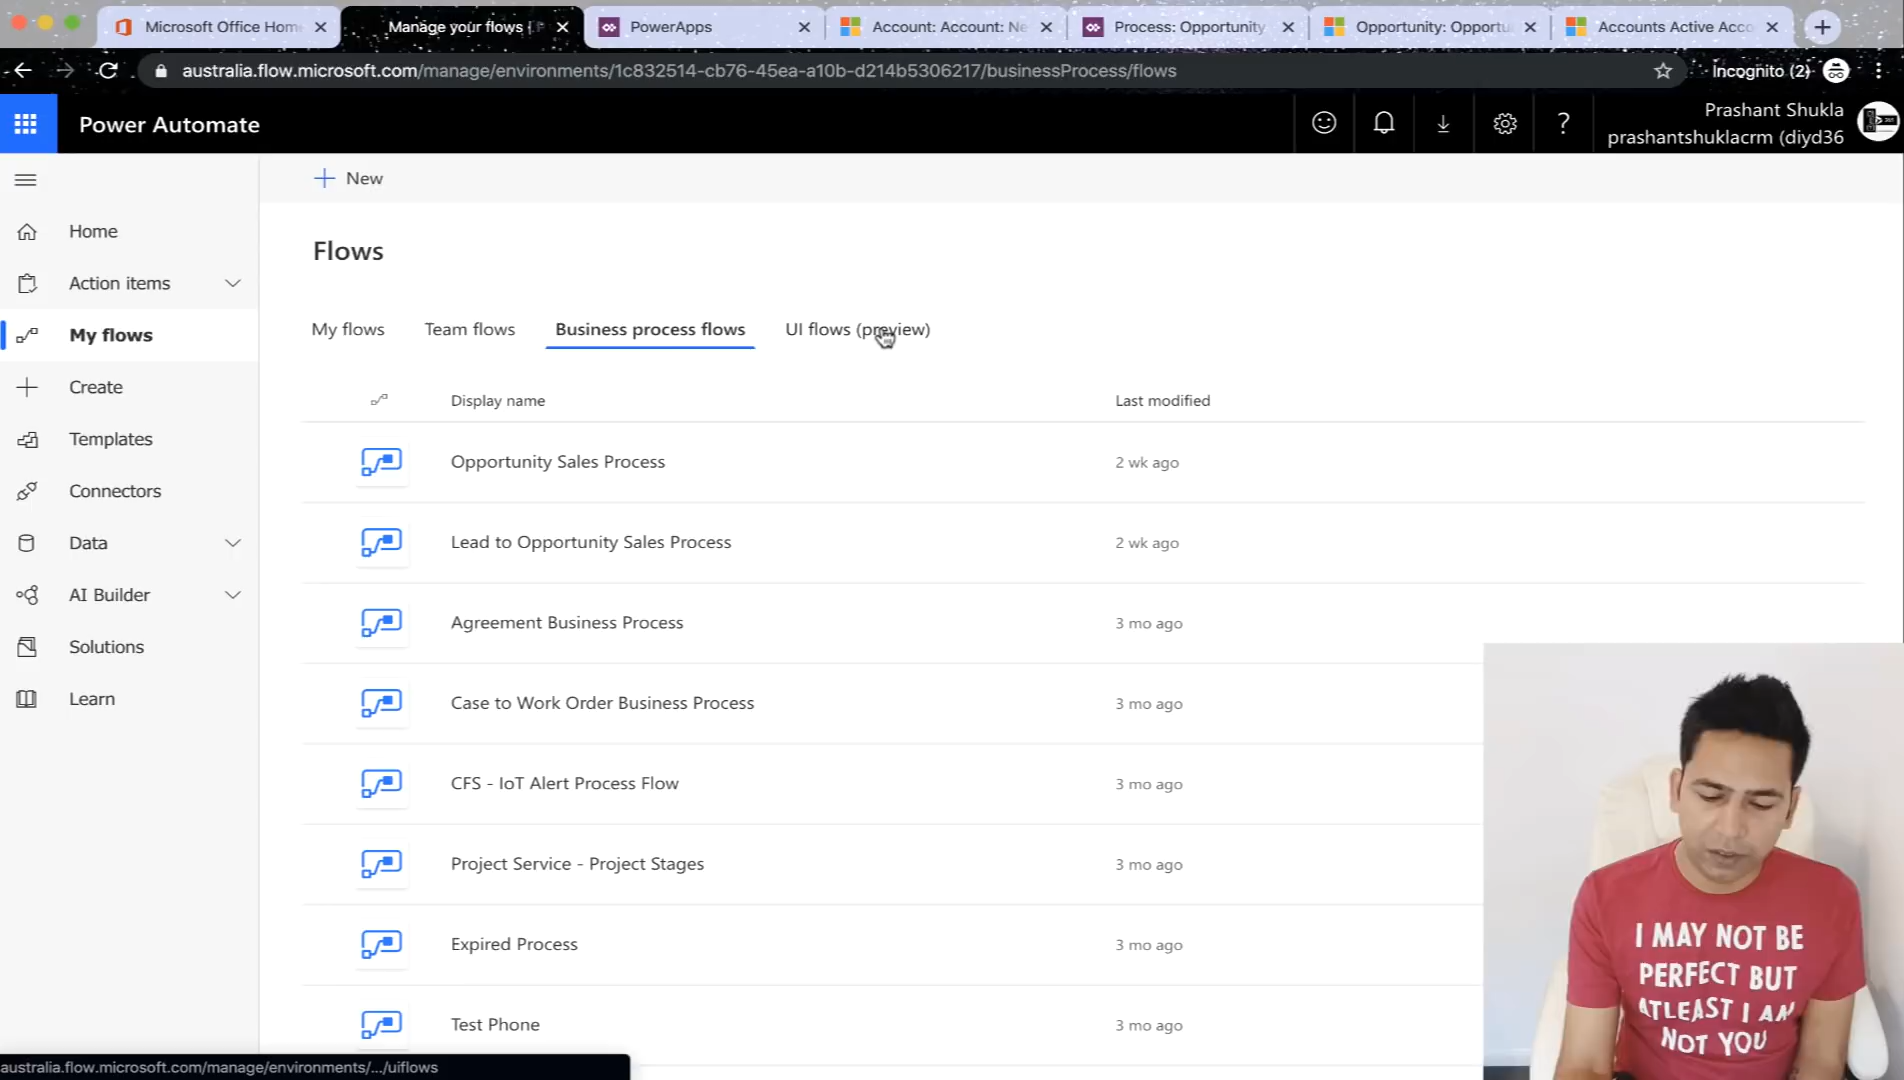 Microsoft Office Hom
Manage your flows | P
PowerApps
Account: Account: Ne
Process: Opportunity
Opportunity: Opportu
Accounts Active Acco
australia.flow.microsoft.com/manage/environments/1c832514-cb76-45ea-a10b-d214b5306217/businessProcess/flows
Incognito (2)
Power Automate
?
Prashant Shukla
prashantshuklacrm (diyd36
New
Home
Action items
My flows
Create
Templates
Connectors
Data
AI Builder
Solutions
Learn
Flows
My flows
Team flows
Business process flows
UI flows (preview)
Display name
Last modified
Opportunity Sales Process
2 wk ago
Lead to Opportunity Sales Process
2 wk ago
Agreement Business Process
3 mo ago
Case to Work Order Business Process
3 mo ago
CFS - IoT Alert Process Flow
3 mo ago
Project Service - Project Stages
3 mo ago
Expired Process
3 mo ago
Test Phone
3 mo ago
I MAY NOT BE
PERFECT BUT
ATLEAST I AM
NOT YOU
australia.flow.microsoft.com/manage/environments/.../uiflows